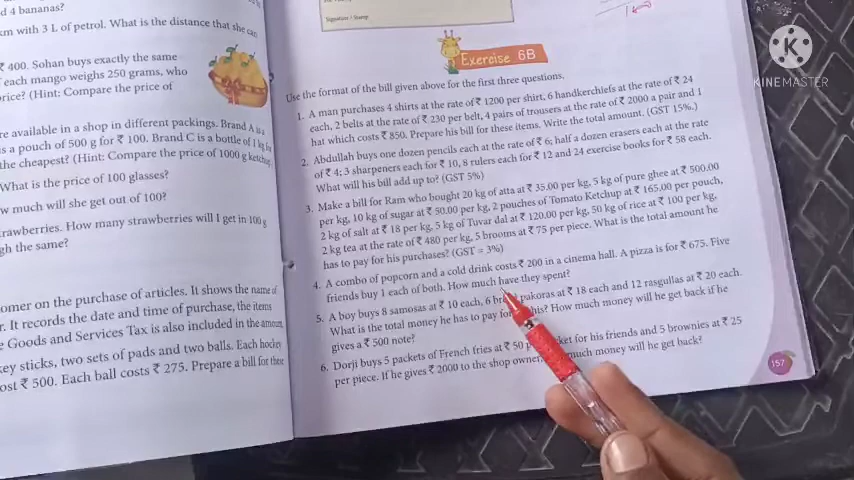 d 4 bananas?
km with 3 L of petrol. What is the distance that she can
₹ 400. Sohan buys exactly the same
each mango weighs 250 grams, who
rice? (Hint: Compare the price of
re available in a shop in different packings. Brand A is a
is a pouch of 500 g for ₹ 100. Brand C is a bottle of 1 kg for
the cheapest? (Hint: Compare the price of 1000 g ketchup
What is the price of 100 glasses?
w much will she get out of 100?
rawberries. How many strawberries will I get in 100 g
gh the same?
omer on the purchase of articles. It shows the name of
r. It records the date and time of purchase, the items
e Goods and Services Tax is also included in the amount
key sticks, two sets of pads and two balls. Each hockey
ost ₹ 500. Each ball costs ₹ 275. Prepare a bill for these
Signature / Stamp
Exercise 6B
Use the format of the bill given above for the first three questions.
1. A man purchases 4 shirts at the rate of ₹ 1200 per shirt, 6 handkerchiefs at the rate of ₹ 24
each, 2 belts at the rate of ₹ 230 per belt, 4 pairs of trousers at the rate of ₹ 2000 a pair and 1
hat which costs ₹ 850. Prepare his bill for these items. Write the total amount. (GST 15%.)
2. Abdullah buys one dozen pencils each at the rate of ₹ 6; half a dozen erasers each at the rate
of ₹ 4; 3 sharpeners each for ₹ 10, 8 rulers each for ₹ 12 and 24 exercise books for ₹ 58 each.
What will his bill add up to? (GST 5%)
3. Make a bill for Ram who bought 20 kg of atta at ₹ 35.00 per kg, 5 kg of pure ghee at ₹ 500.00
per kg, 10 kg of sugar at ₹ 50.00 per kg, 2 pouches of Tomato Ketchup at ₹ 165.00 per pouch,
2 kg of salt at ₹ 18 per kg, 5 kg of Tuvar dal at ₹ 120.00 per kg, 50 kg of rice at ₹ 100 per kg,
2 kg tea at the rate of ₹ 480 per kg, 5 brooms at ₹ 75 per piece. What is the total amount he
has to pay for his purchases? (GST = 3%)
4. A combo of popcorn and a cold drink costs ₹ 200 in a cinema hall. A pizza is for ₹ 675. Five
friends buy 1 each of both. How much have they spent?
5. A boy buys 8 samosas at ₹ 10 each, 6 pakoras at ₹ 18 each and 12 rasgullas at ₹ 20 each.
What is the total money he has to pay for this? How much money will he get back if he
gives a ₹ 500 note?
6. Dorji buys 5 packets of French fries at ₹ 50 for his friends and 5 brownies at ₹ 25
per piece. If he gives ₹ 2000 to the shop owner, much money will he get back?
157
KINEMASTER